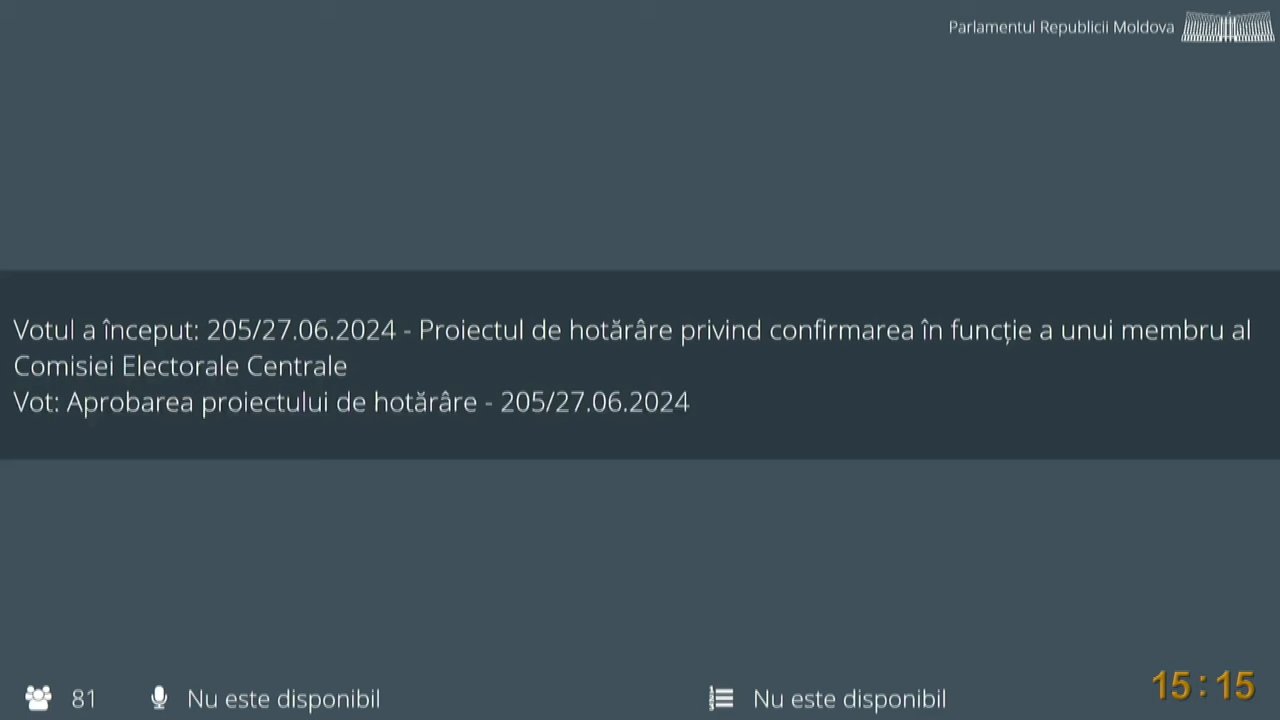 Parlamentul Republicii Moldova
Votul a început: 205/27.06.2024 - Proiectul de hotărâre privind confirmarea în funcție a unui membru al
Comisiei Electorale Centrale
Vot: Aprobarea proiectului de hotărâre - 205/27.06.2024
81
Nu este disponibil
Nu este disponibil
15:15